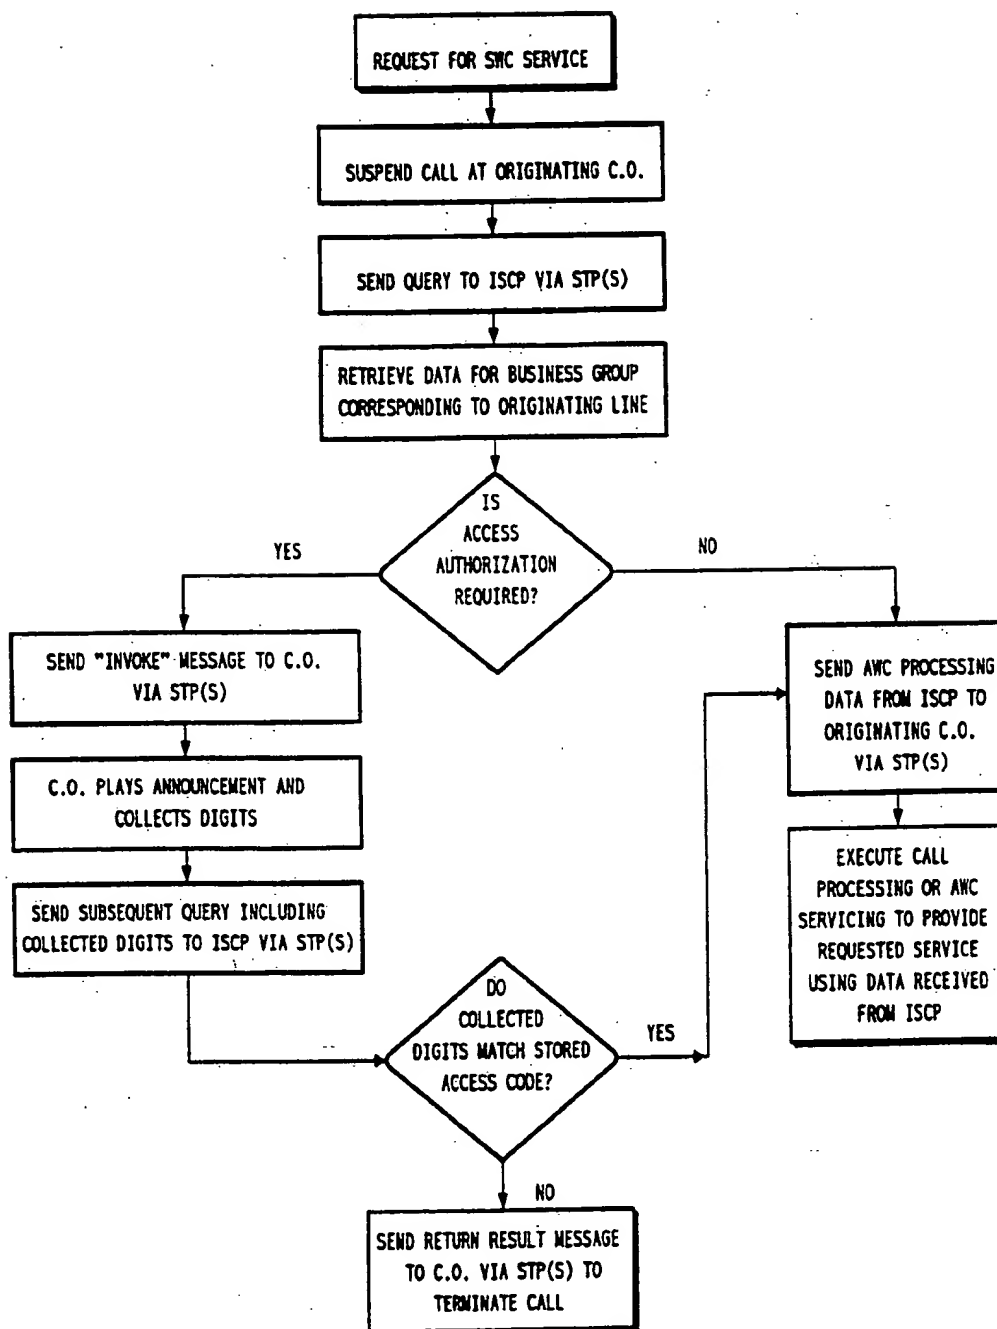 REQUEST FOR SWC SERVICE
SUSPEND CALL AT ORIGINATING C.O.
SEND QUERY TO ISCP VIA STP(S)
RETRIEVE DATA FOR BUSINESS GROUP
CORRESPONDING TO ORIGINATING LINE
IS
ACCESS
AUTHORIZATION
REQUIRED?
YES
NO
SEND "INVOKE" MESSAGE TO C.O.
VIA STP(S)
C.O. PLAYS ANNOUNCEMENT AND
COLLECTS DIGITS
SEND SUBSEQUENT QUERY INCLUDING
COLLECTED DIGITS TO ISCP VIA STP(S)
SEND AWC PROCESSING
DATA FROM ISCP TO
ORIGINATING C.O.
VIA STP(S)
EXECUTE CALL
PROCESSING OR AWC
SERVICING TO PROVIDE
REQUESTED SERVICE
USING DATA RECEIVED
FROM ISCP
DO
COLLECTED
DIGITS MATCH STORED
ACCESS CODE?
YES
NO
SEND RETURN RESULT MESSAGE
TO C.O. VIA STP(S) TO
TERMINATE CALL